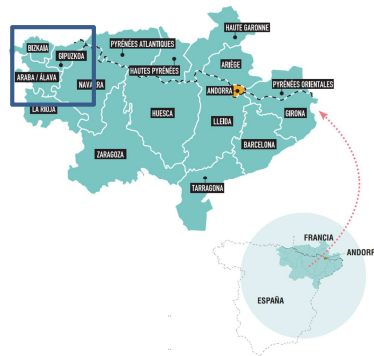 HAUTE GARONNE
BIZKAIA
GIPUZKOA
PYRÉNÉES ATLANTIQUES
ARIÈGE
HAUTES PYRÉNÉES
ARABA / ÁLAVA
NAVARRA
ANDORRA
PYRÉNÉES ORIENTALES
LA RIOJA
HUESCA
LLEIDA
GIRONA
BARCELONA
ZARAGOZA
TARRAGONA
FRANCIA
ANDORR
ESPAÑA